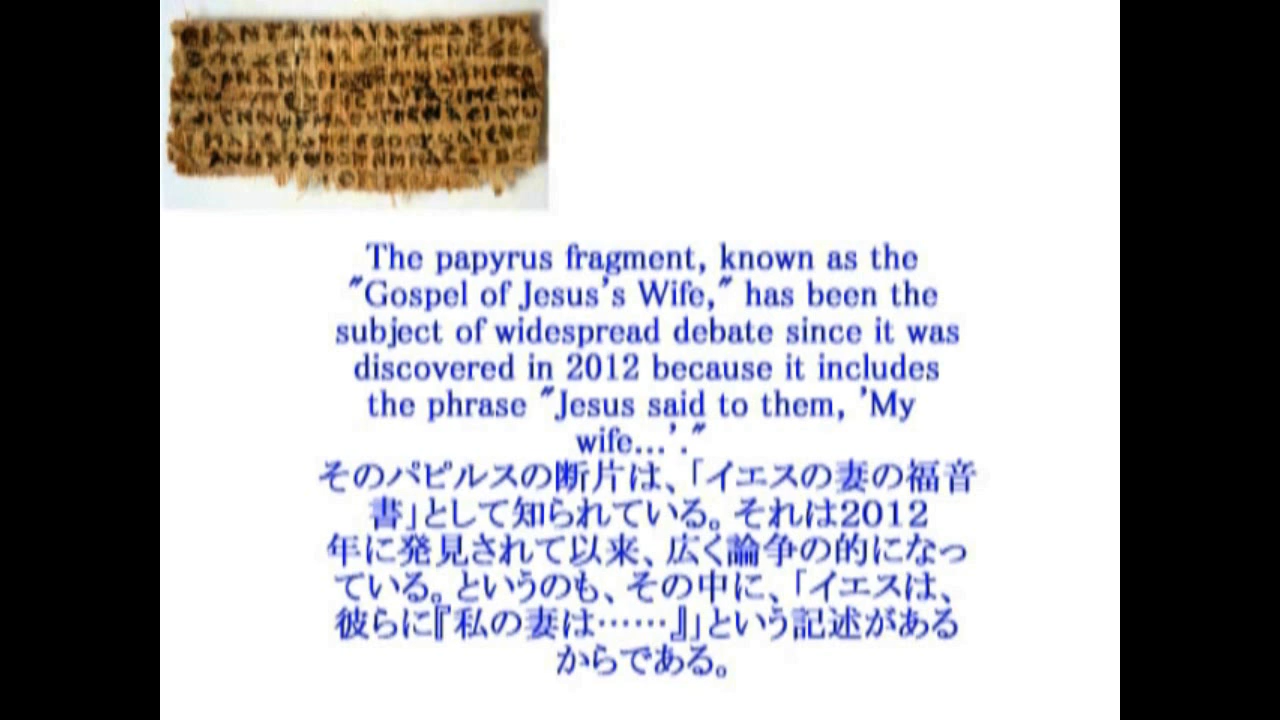 The papyrus fragment, known as the
"Gospel of Jesus's Wife," has been the
subject of widespread debate since it was
discovered in 2012 because it includes
the phrase "Jesus said to them, 'My
wife...'."
そのパピルスの断片は、「イエスの妻の福音
書」として知られている。それは2012
年に発見されて以来、広く論争の的になっ
ている。というのも、その中に、「イエスは、
彼らに『私の妻は……』」という記述がある
からである。